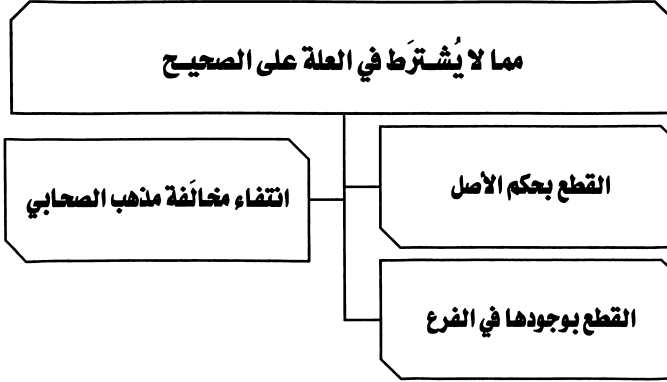 مما لا يُشترَط في العلة على الصحيح
القطع بحكم الأصل
انتفاء مخالَفة مذهب الصحابي
القطع بوجودها في الفرع